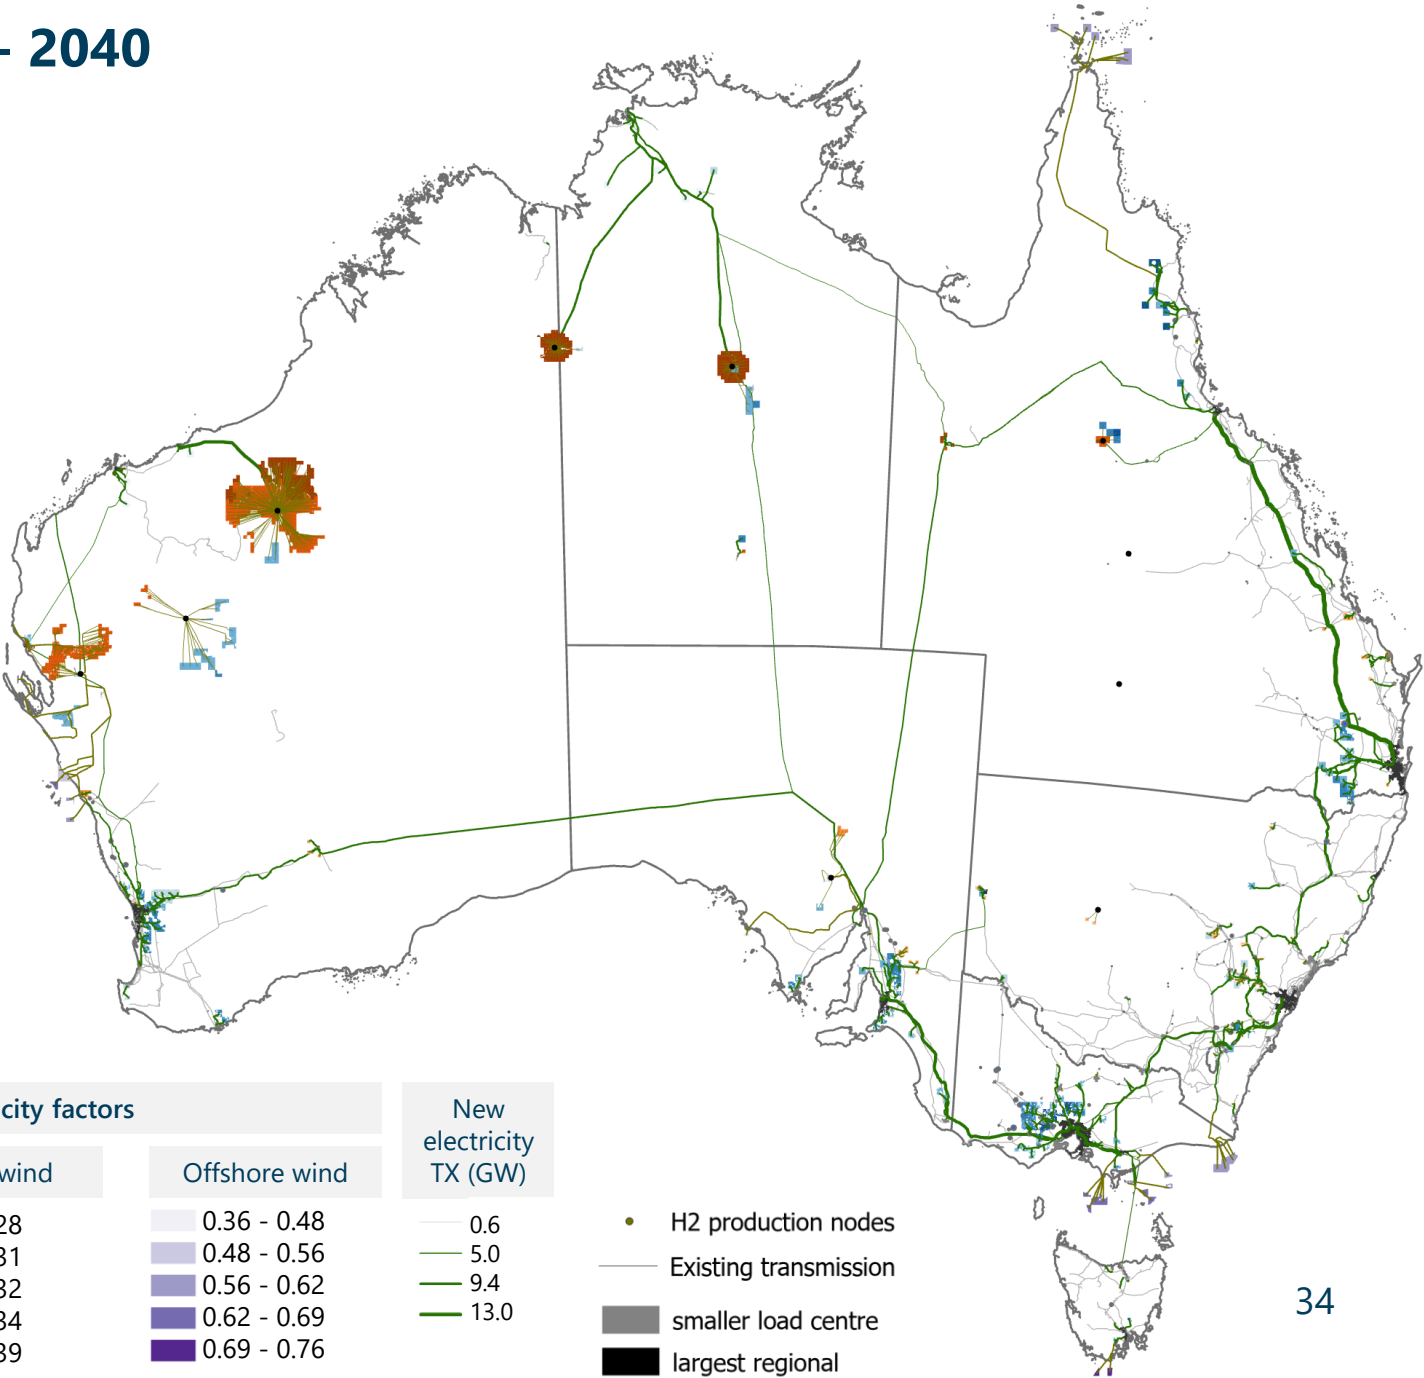 - 2040
city factors
wind
28
31
32
34
39
Offshore wind
0.36 - 0.48
0.48 - 0.56
0.56 - 0.62
0.62 - 0.69
0.69 - 0.76
New
electricity
TX (GW)
0.6
5.0
9.4
13.0
H2 production nodes
Existing transmission
smaller load centre
largest regional
34